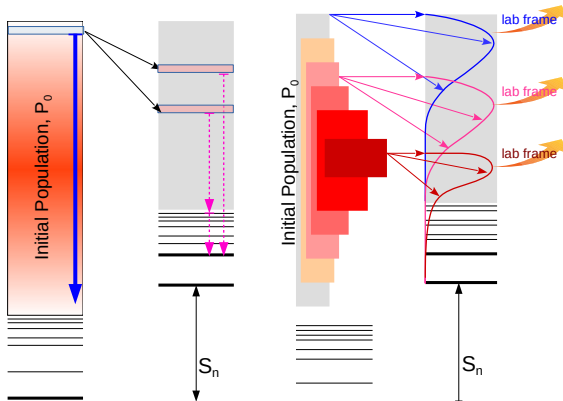 Initial Population, P0
Sn
Initial Population, P0
lab frame
lab frame
lab frame
Sn